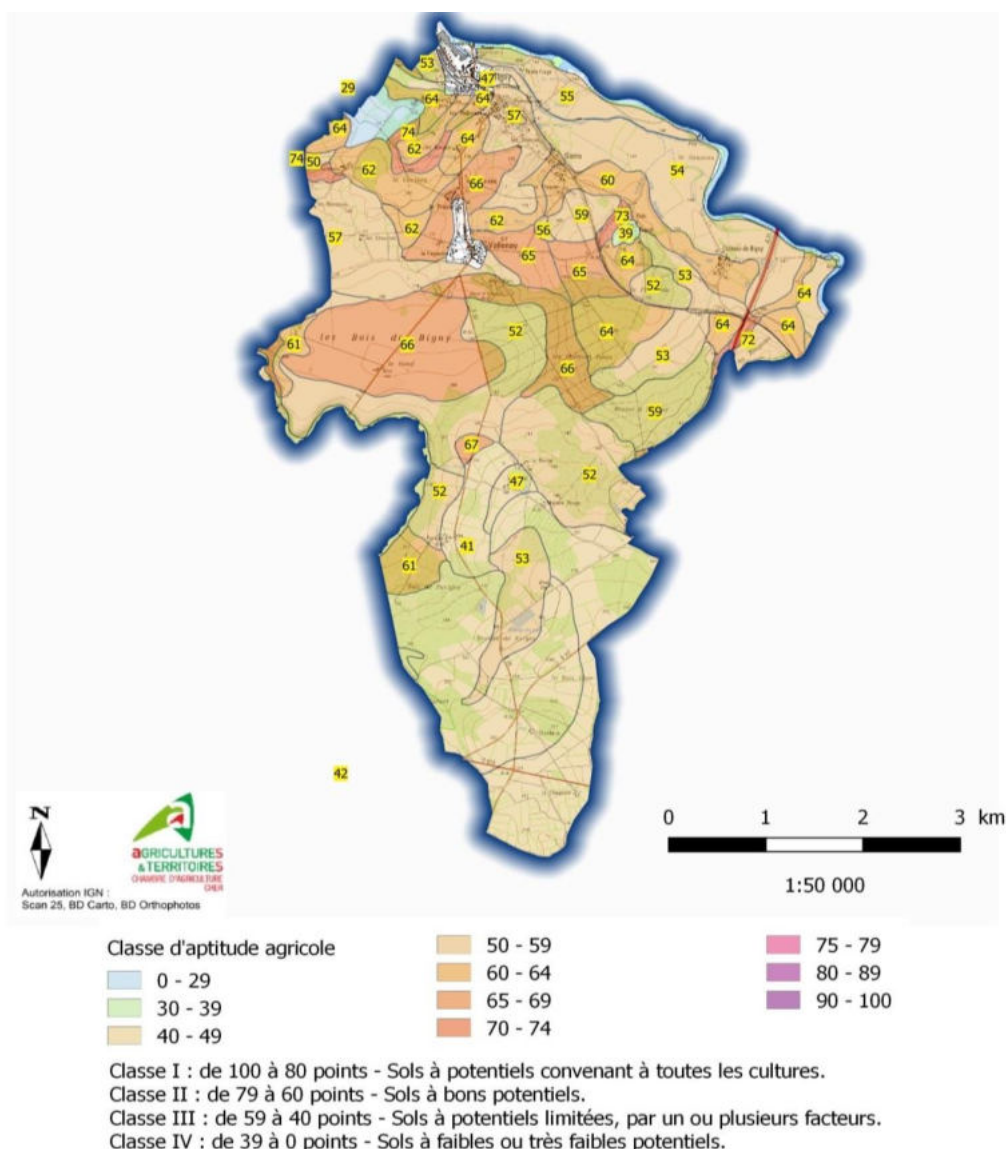 53
29
47
64
64
55
57
64
74
64
62
74
50
62
54
66
60
59
73
62
62
56
39
57
65
64
53
65
52
64
52
64
64
64
61
66
72
53
66
59
67
52
47
52
41
53
61
42
les Bois de Bigny
N
aGRICULTURES
& TERRITOIRES
CHAMBRE D'AGRICULTURE
CHER
Autorisation IGN :
Scan 25, BD Carto, BD Orthophotos
0 1 2 3 km
1:50 000
Classe d'aptitude agricole
0 - 29
30 - 39
40 - 49
50 - 59
60 - 64
65 - 69
70 - 74
75 - 79
80 - 89
90 - 100
Classe I : de 100 à 80 points - Sols à potentiels convenant à toutes les cultures.
Classe II : de 79 à 60 points - Sols à bons potentiels.
Classe III : de 59 à 40 points - Sols à potentiels limitées, par un ou plusieurs facteurs.
Classe IV : de 39 à 0 points - Sols à faibles ou très faibles potentiels.